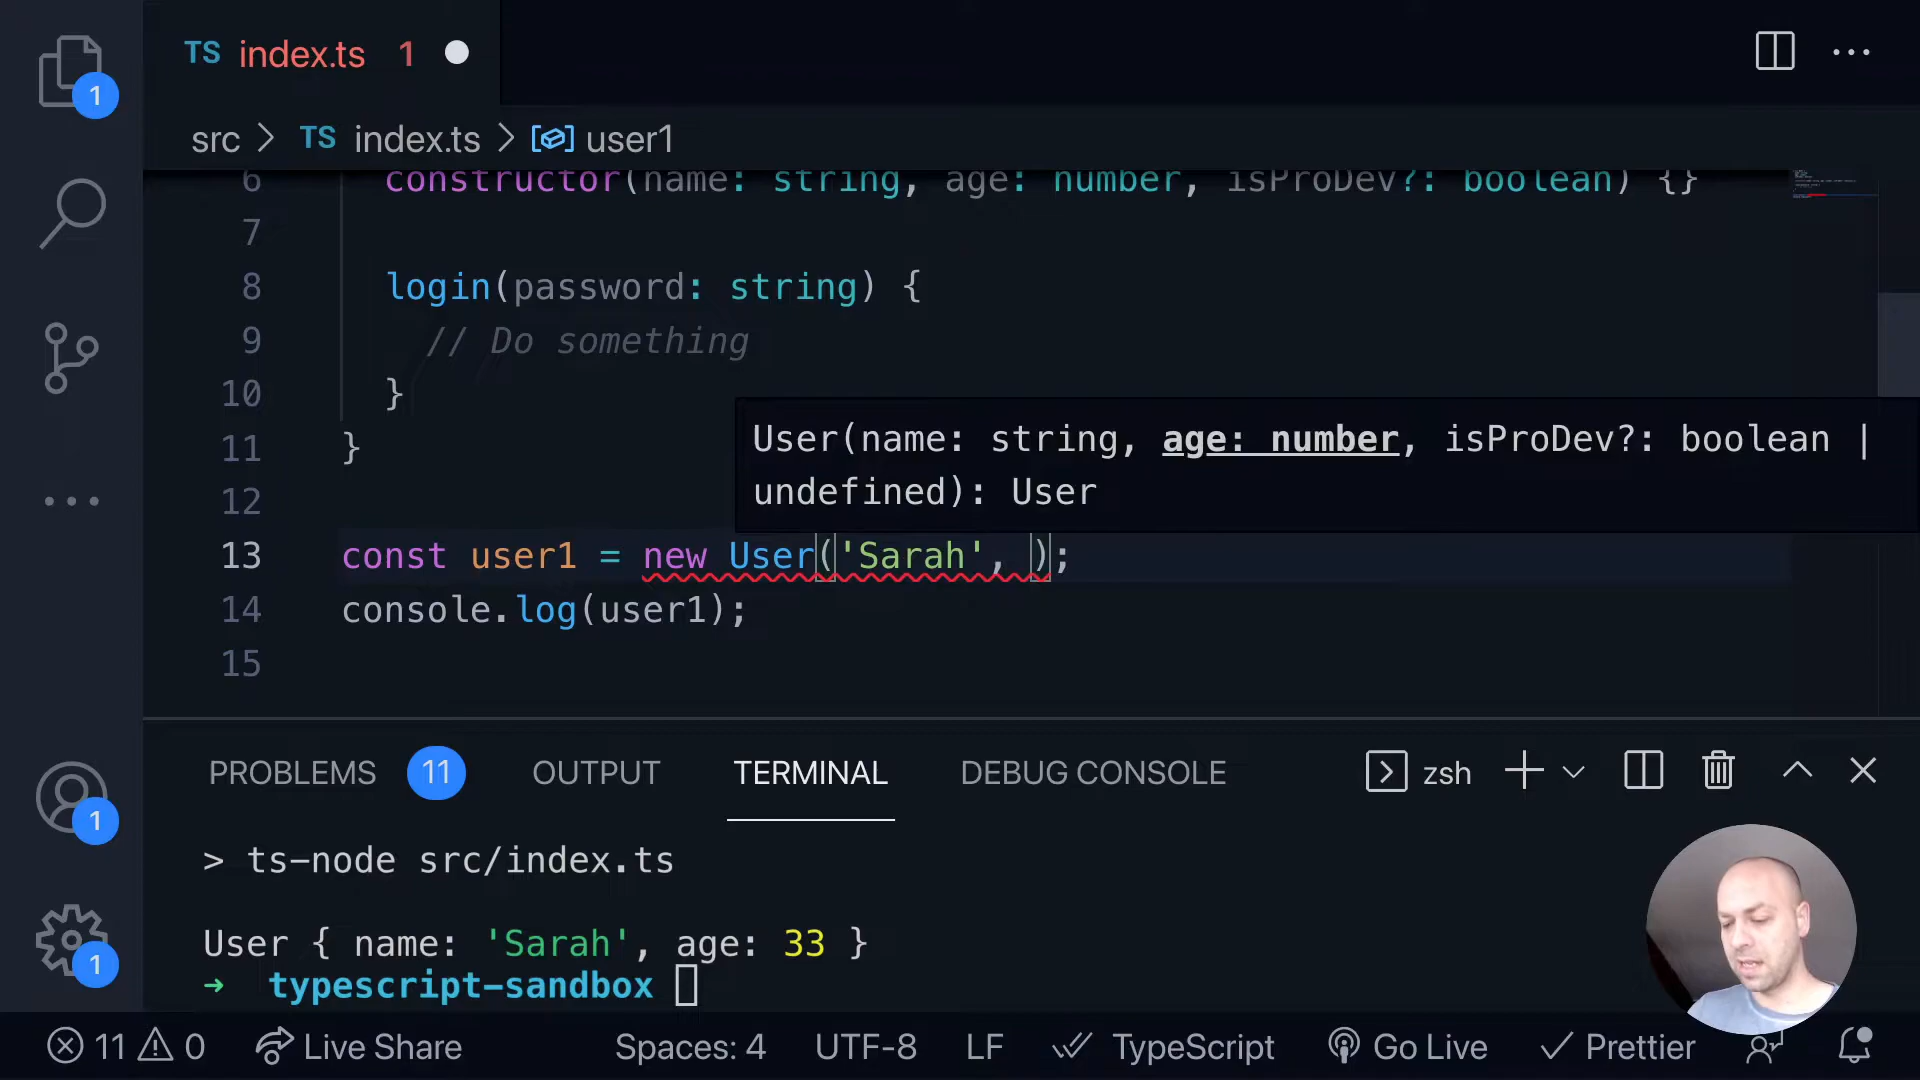 TS index.ts 1
1
src > TS index.ts > user1
6 constructor(name: string, age: number, isProDev?: boolean) {}
7
8 login(password: string) {
9 // Do something
10 }
11 }
12
User(name: string, age: number, isProDev?: boolean |
undefined): User
13 const user1 = new User('Sarah', );
14 console.log(user1);
15
PROBLEMS 11 OUTPUT TERMINAL DEBUG CONSOLE zsh
1
> ts-node src/index.ts
User { name: 'Sarah', age: 33 }
1
→ typescript-sandbox
11 0 Live Share Spaces: 4 UTF-8 LF TypeScript Go Live Prettier